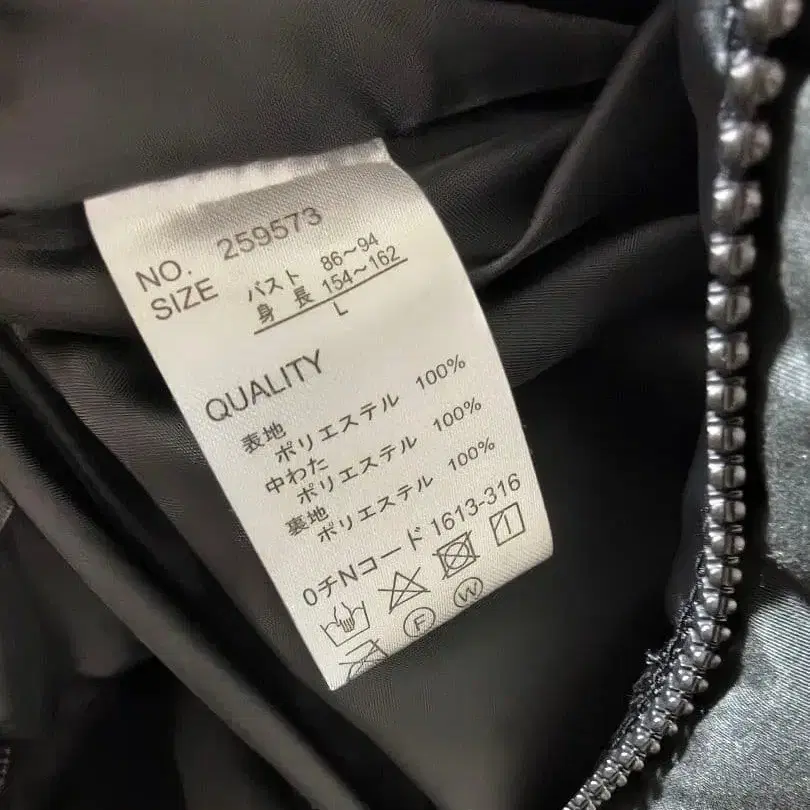 NO. 259573
SIZE バスト 86〜94
身 長 154〜162
L
QUALITY
表地
ポリエステル 100%
中わた
ポリエステル 100%
裏地
ポリエステル 100%
0チNコード 1613-316
F W